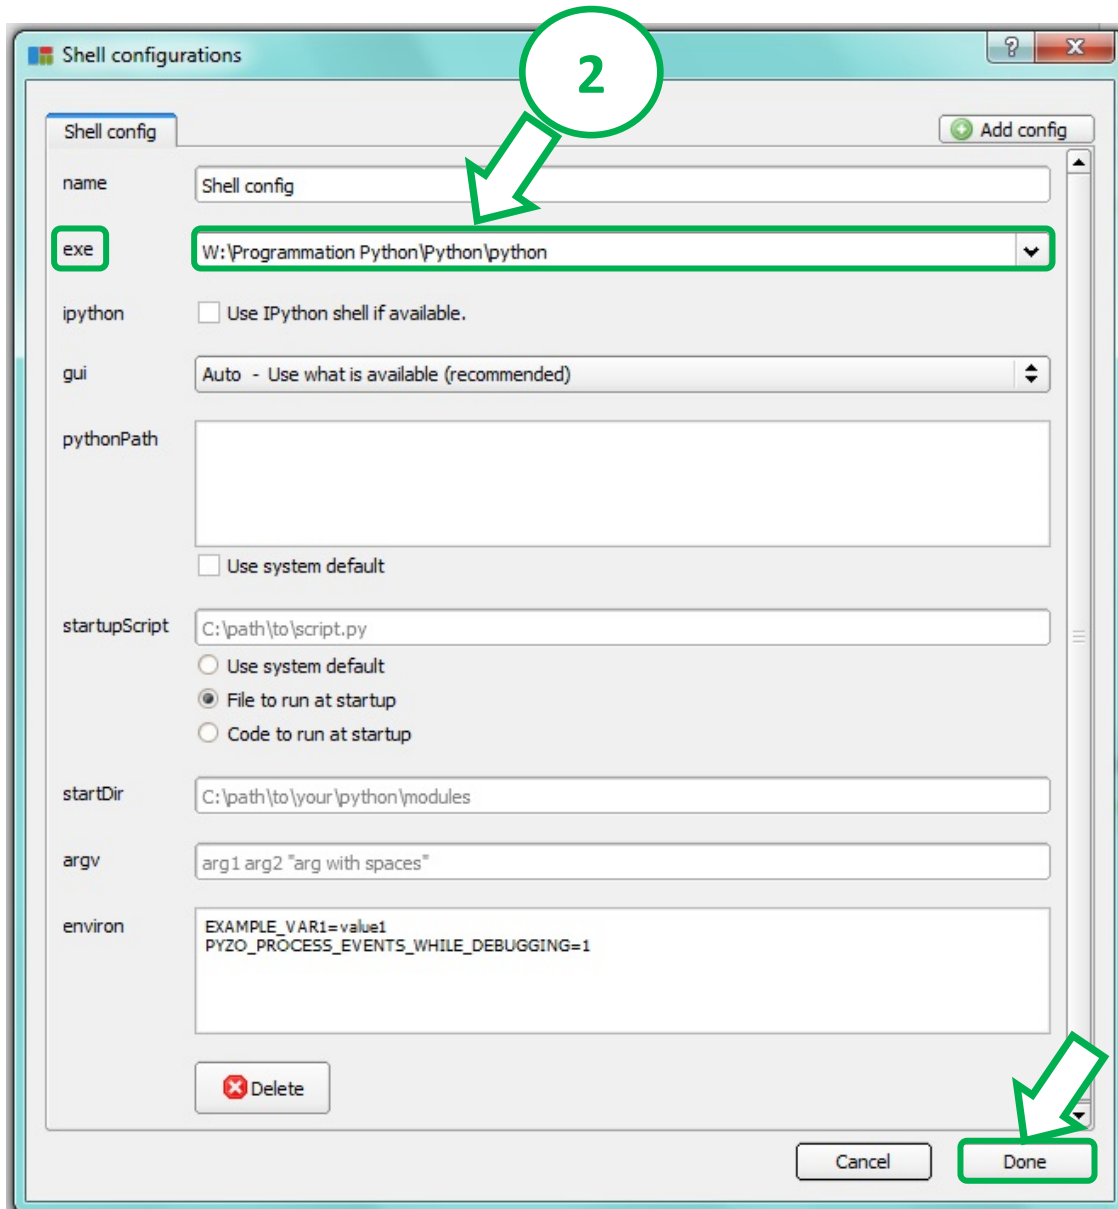 Shell configurations
2
Shell config
Add config
name
Shell config
exe
W:\Programmation Python\Python\python
ipython
Use IPython shell if available.
gui
Auto - Use what is available (recommended)
pythonPath
Use system default
startupScript
C:\path\to\script.py
Use system default
File to run at startup
Code to run at startup
startDir
C:\path\to\your\python\modules
argv
arg1 arg2 "arg with spaces"
environ
EXAMPLE_VAR1=value1
PYZO_PROCESS_EVENTS_WHILE_DEBUGGING=1
Delete
Cancel
Done